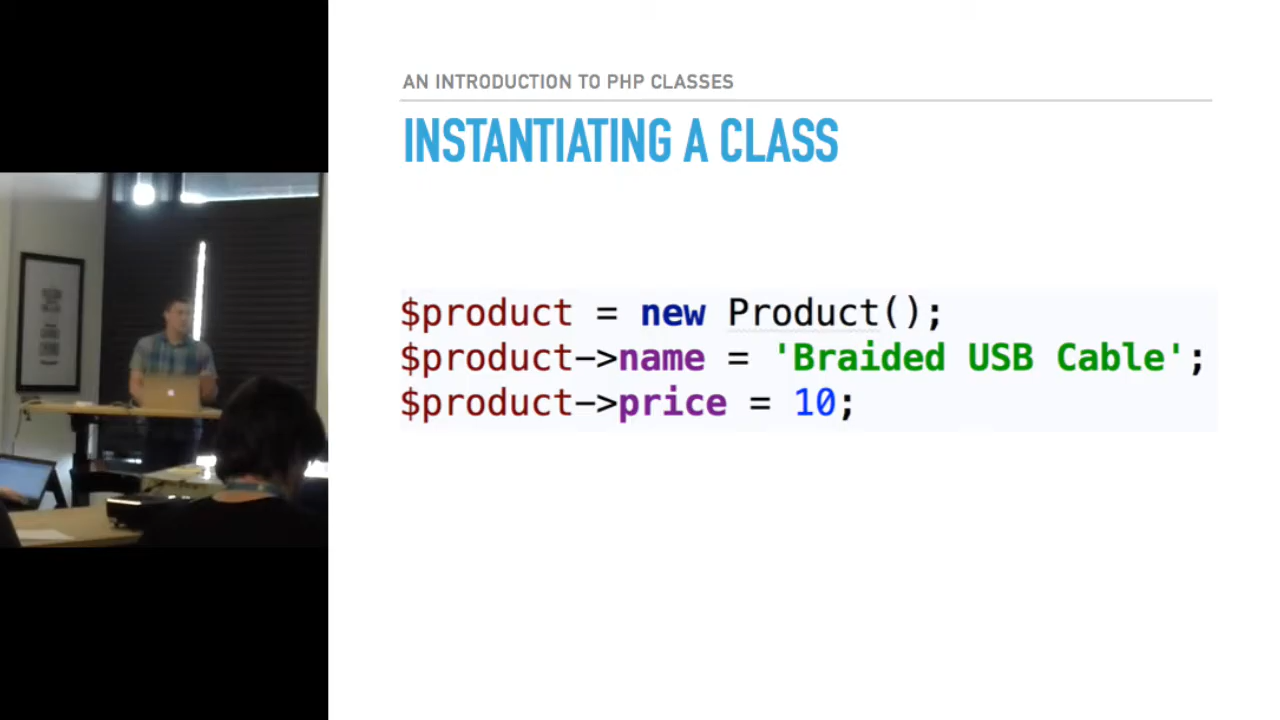 AN INTRODUCTION TO PHP CLASSES
INSTANTIATING A CLASS
$product = new Product();
$product->name = 'Braided USB Cable';
$product->price = 10;